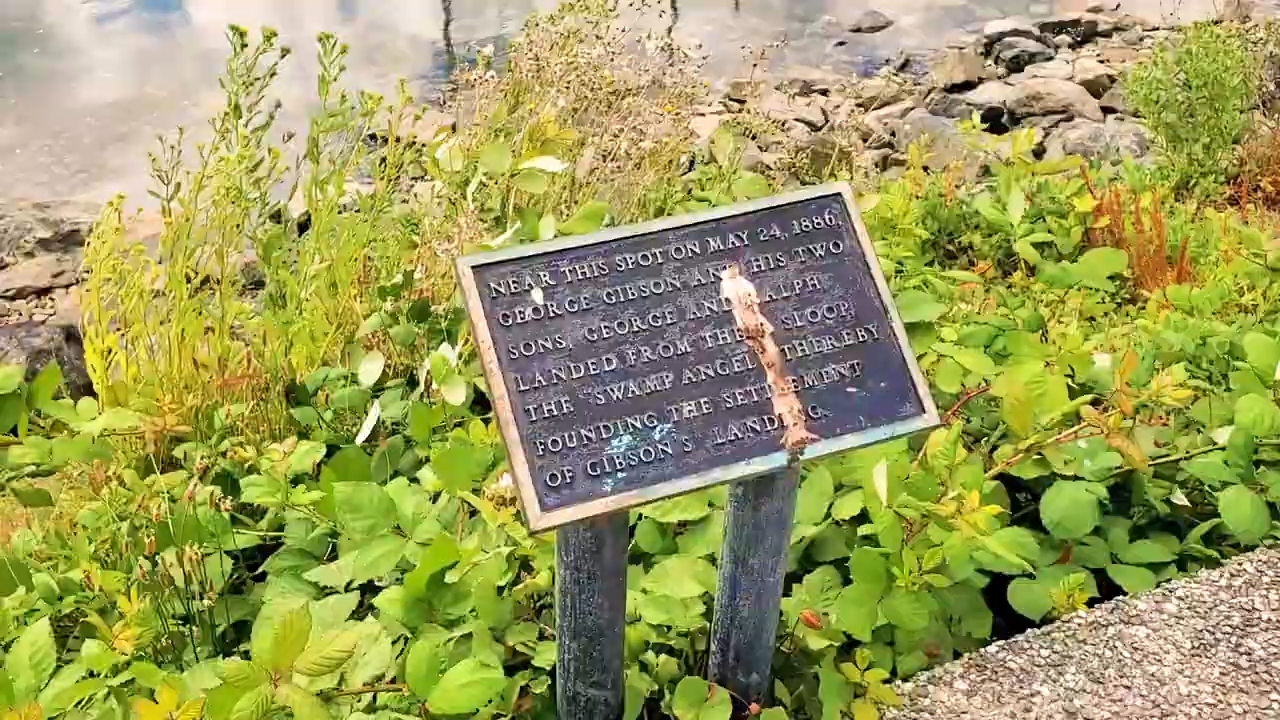 NEAR THIS SPOT ON MAY 24, 1886,
GEORGE GIBSON AND HIS TWO
SONS, GEORGE AND RALPH
LANDED FROM THE SLOOP,
THE "SWAMP ANGEL" THEREBY
FOUNDING THE SETTLEMENT
OF GIBSON'S LANDING.